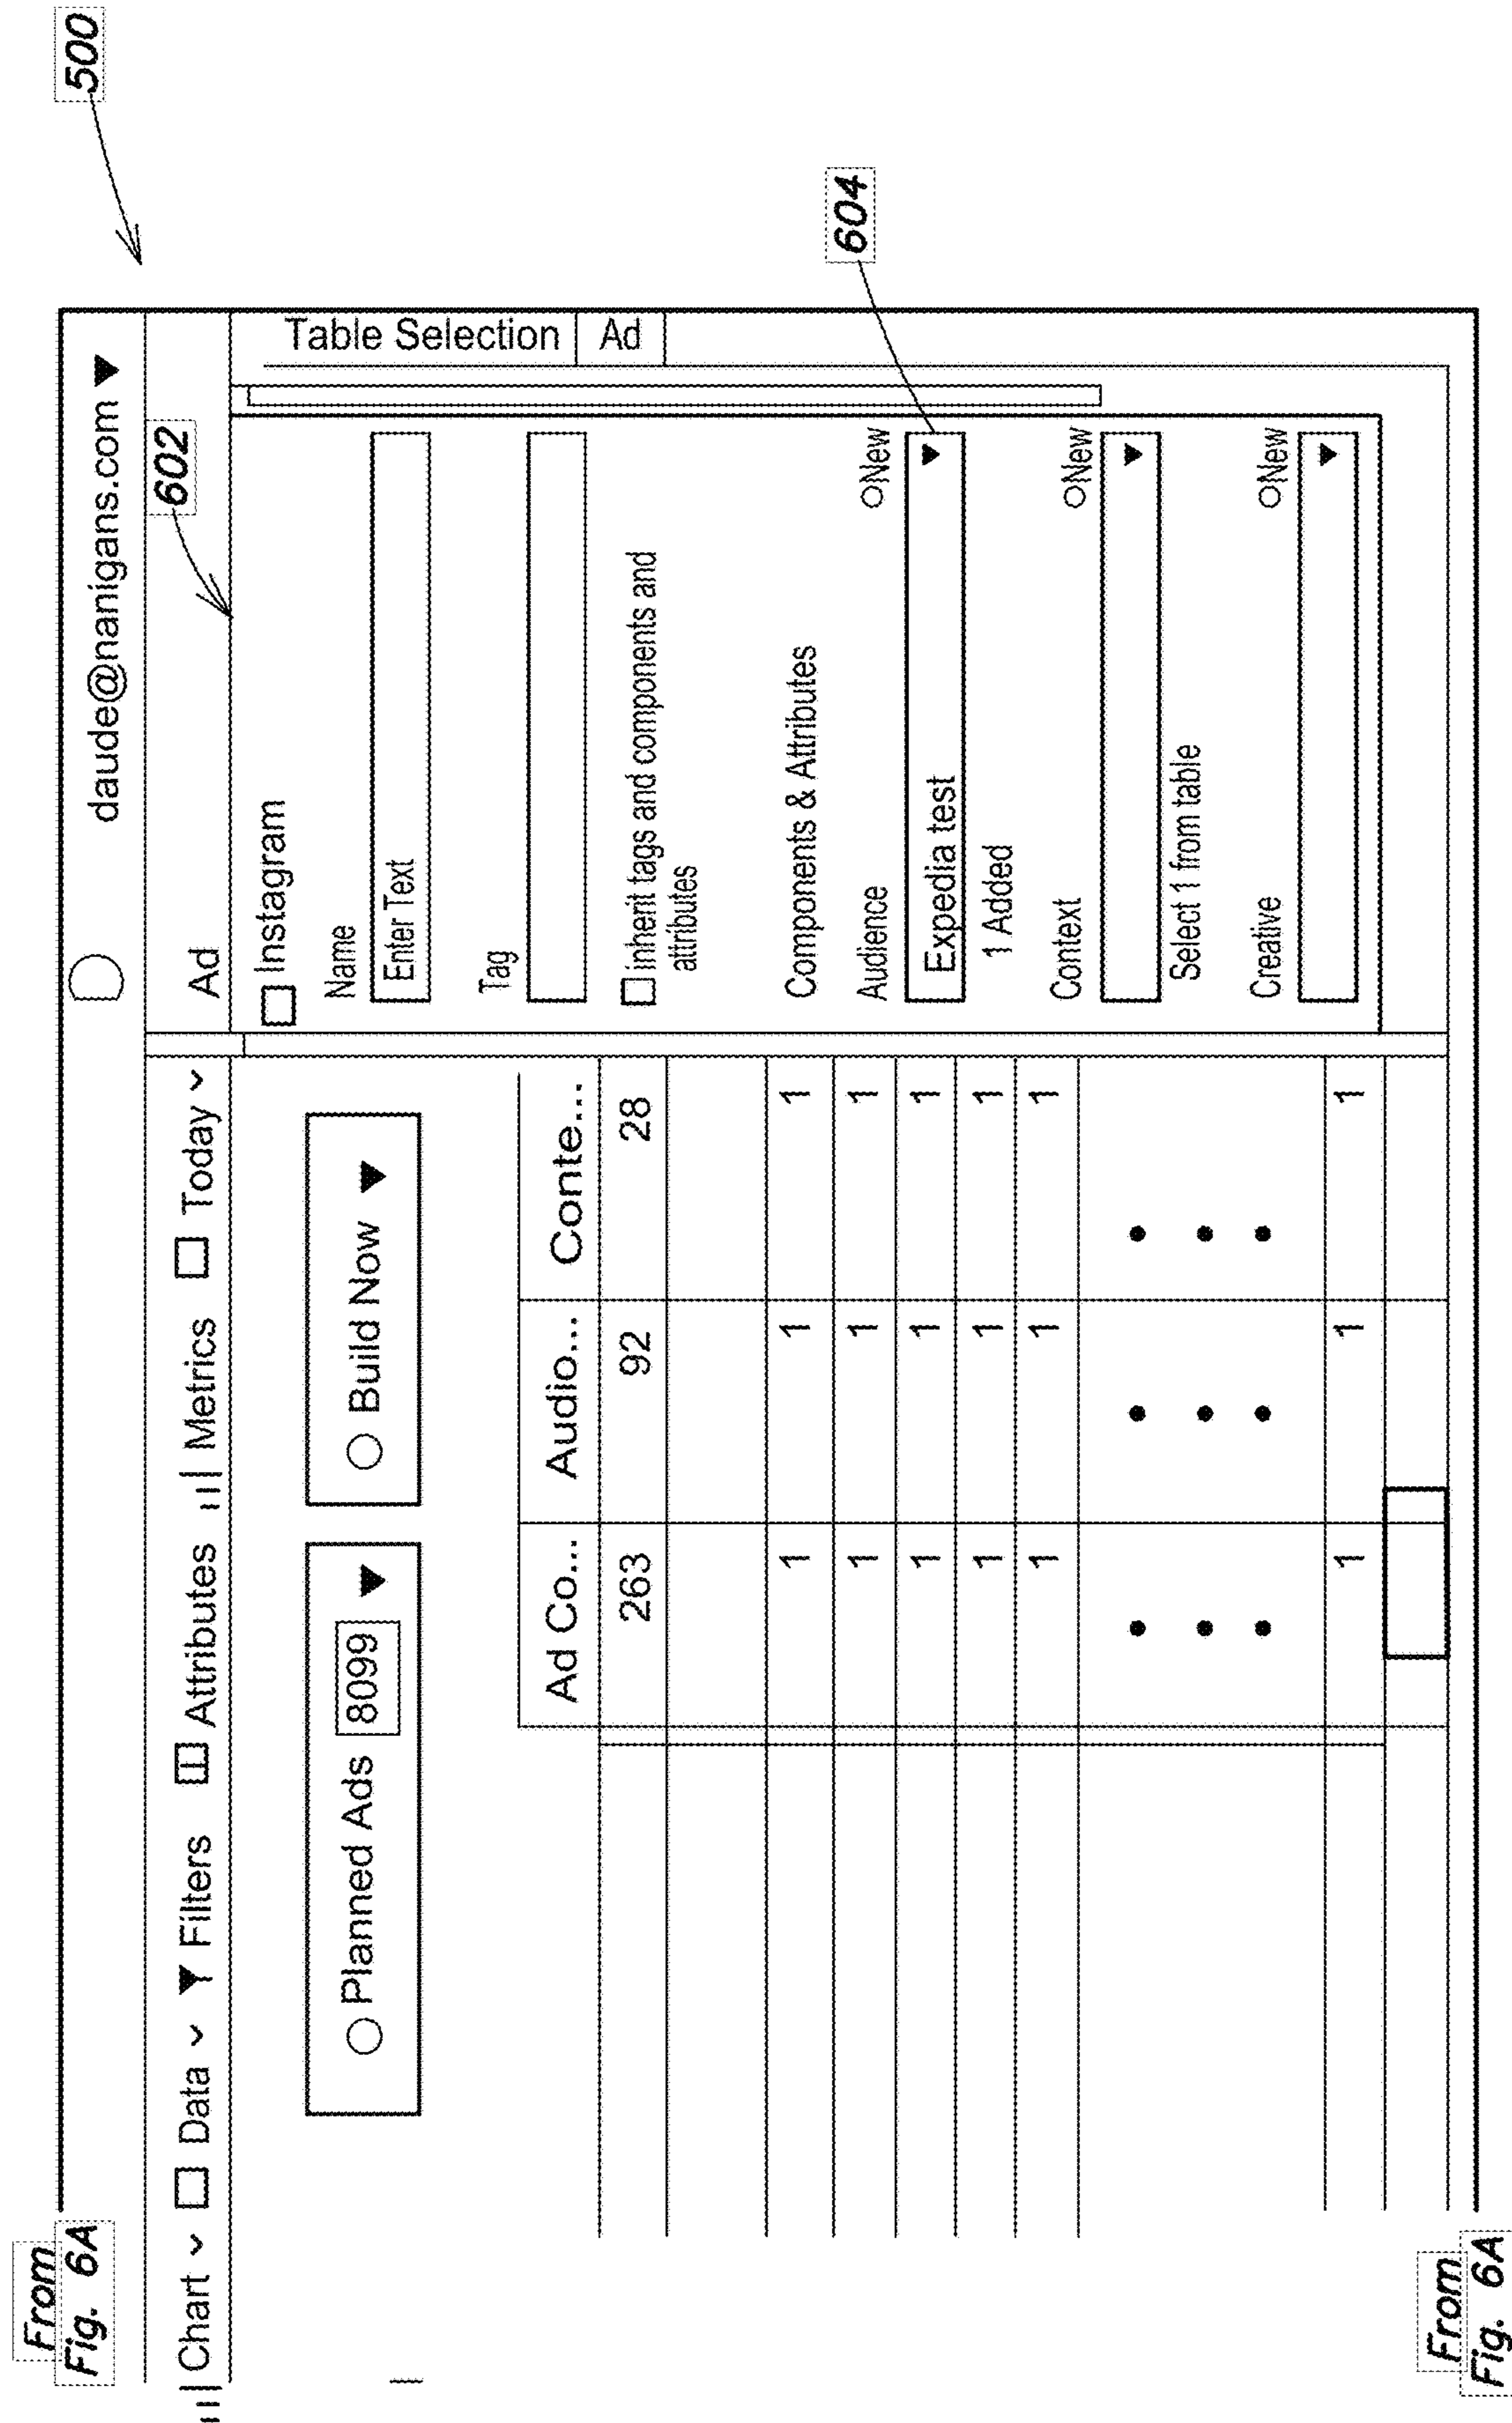 From
Fig. 6A
500
daude@nanigans.com ▼
Chart Data Filters Attributes Metrics Today
Ad
602
Table Selection
Ad
Planned Ads 8099 ▼
Build Now ▼
Ad Co... Audio... Conte...
263 92 28
1 1 1
1 1 1
1 1 1
1 1 1
1 1 1
1 1 1
Instagram
Name
Enter Text
Tag
inherit tags and components and
attributes
Components & Attributes
Audience New
Expedia test ▼
604
1 Added
Context New
▼
Select 1 from table
Creative New
▼
From
Fig. 6A